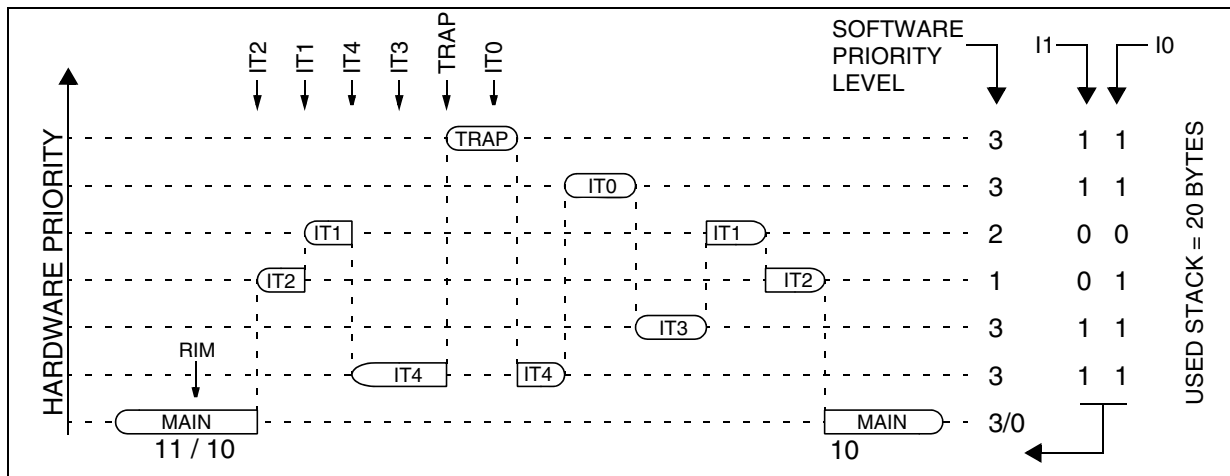 IT2
IT1
IT4
IT3
TRAP
IT0
SOFTWARE
PRIORITY
LEVEL
I1
I0
HARDWARE PRIORITY
USED STACK = 20 BYTES
TRAP
3
1 1
IT0
3
1 1
IT1
IT1
2
0 0
IT2
IT2
1
0 1
IT3
3
1 1
RIM
IT4
IT4
3
1 1
MAIN
MAIN
3/0
11 / 10
10